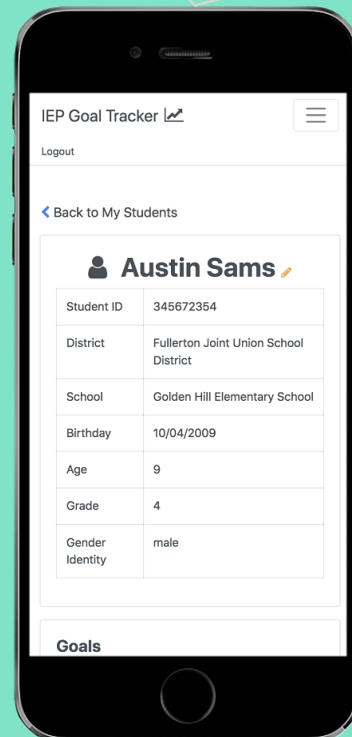 IEP Goal Tracker
Logout
Back to My Students
Austin Sams
Student ID 345672354
District Fullerton Joint Union School
District
School Golden Hill Elementary School
Birthday 10/04/2009
Age 9
Grade 4
Gender male
Identity
Goals